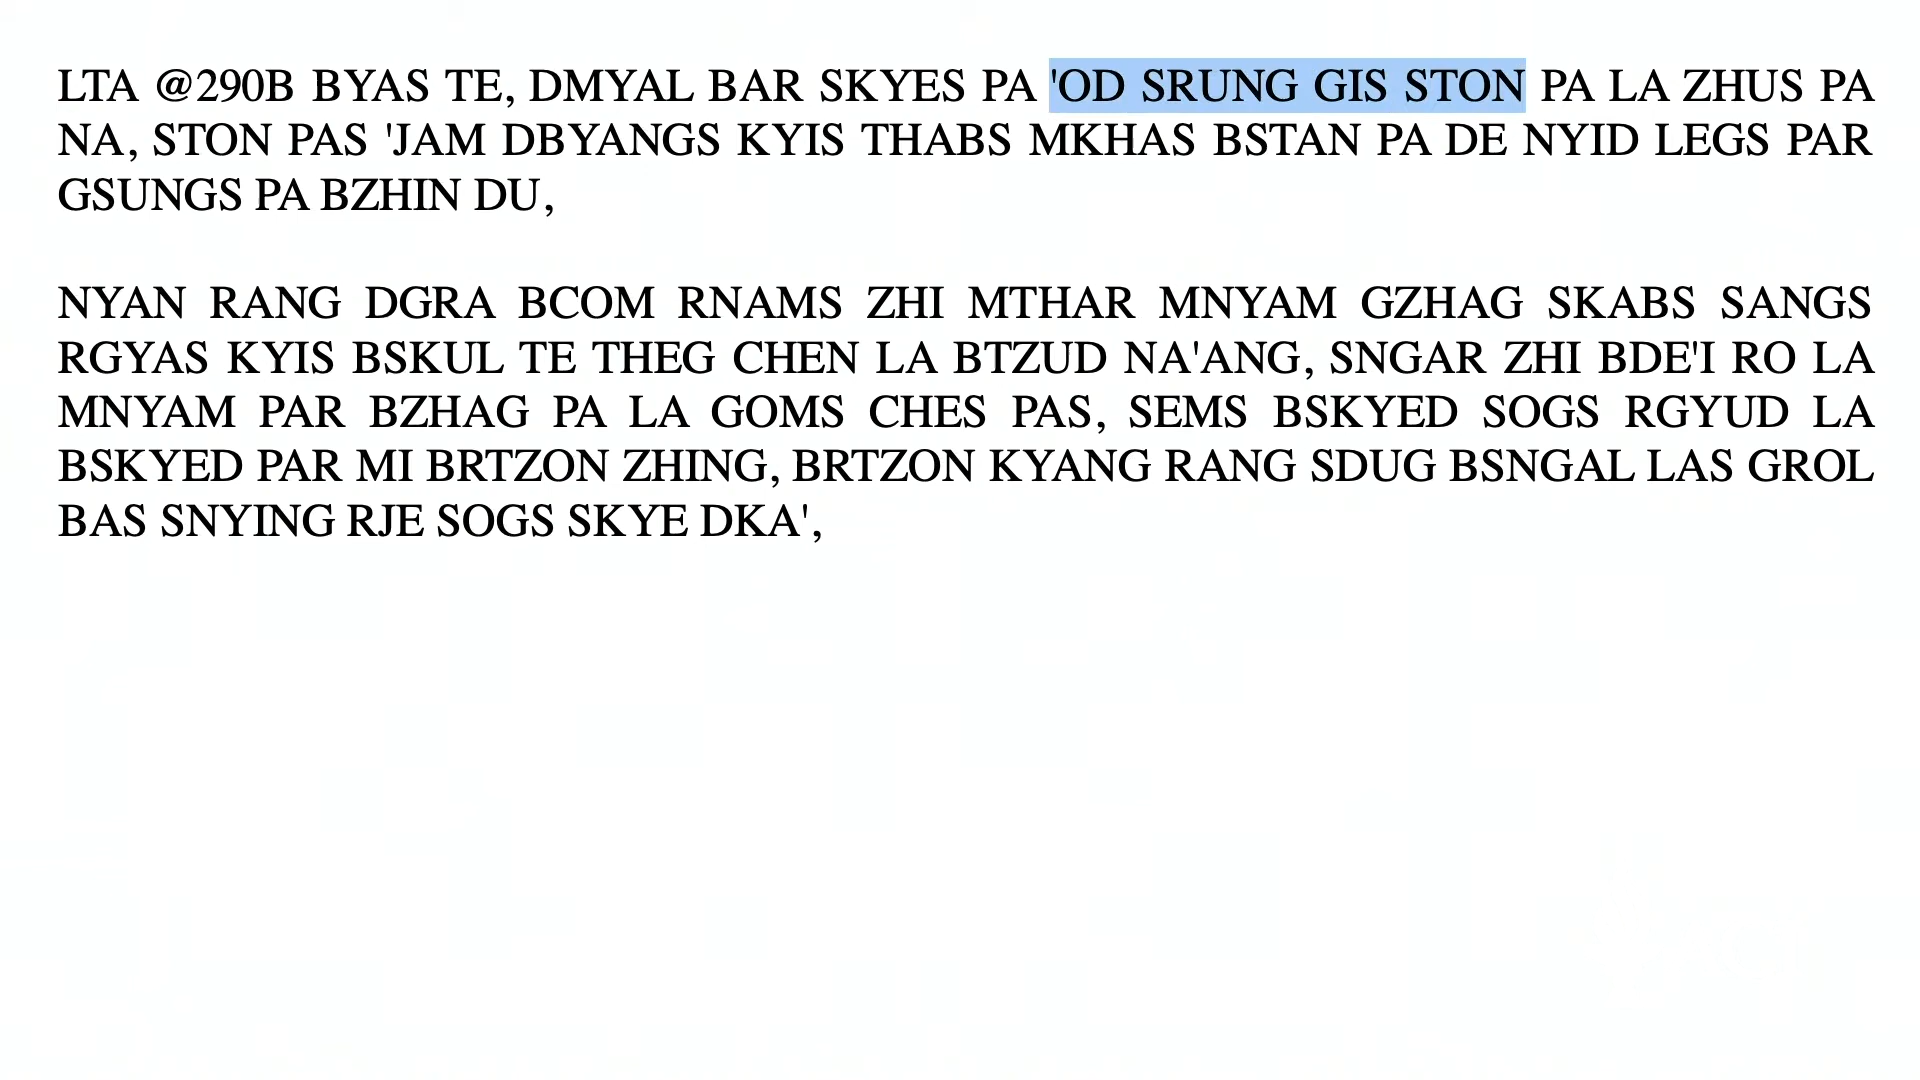 LTA @290B BYAS TE, DMYAL BAR SKYES PA 'OD SRUNG GIS STON PA LA ZHUS PA
NA, STON PAS 'JAM DBYANGS KYIS THABS MKHAS BSTAN PA DE NYID LEGS PAR
GSUNGS PA BZHIN DU,
NYAN RANG DGRA BCOM RNAMS ZHI MTHAR MNYAM GZHAG SKABS SANGS
RGYAS KYIS BSKUL TE THEG CHEN LA BTZUD NA'ANG, SNGAR ZHI BDE'I RO LA
MNYAM PAR BZHAG PA LA GOMS CHES PAS, SEMS BSKYED SOGS RGYUD LA
BSKYED PAR MI BRTZON ZHING, BRTZON KYANG RANG SDUG BSNGAL LAS GROL
BAS SNYING RJE SOGS SKYE DKA',